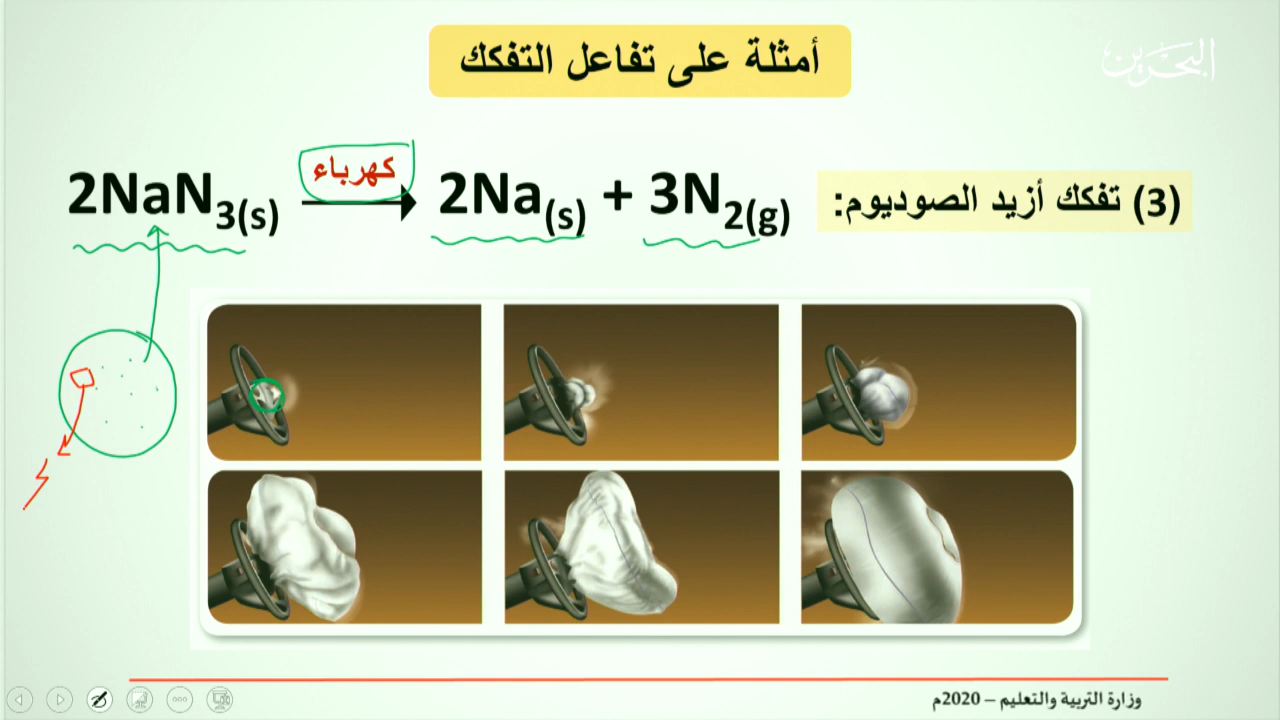 أمثلة على تفاعل التفكك
البحرين
(3) تفكك أزيد الصوديوم:
كهرباء
2NaN3(s) → 2Na(s) + 3N2(g)
وزارة التربية والتعليم – 2020م